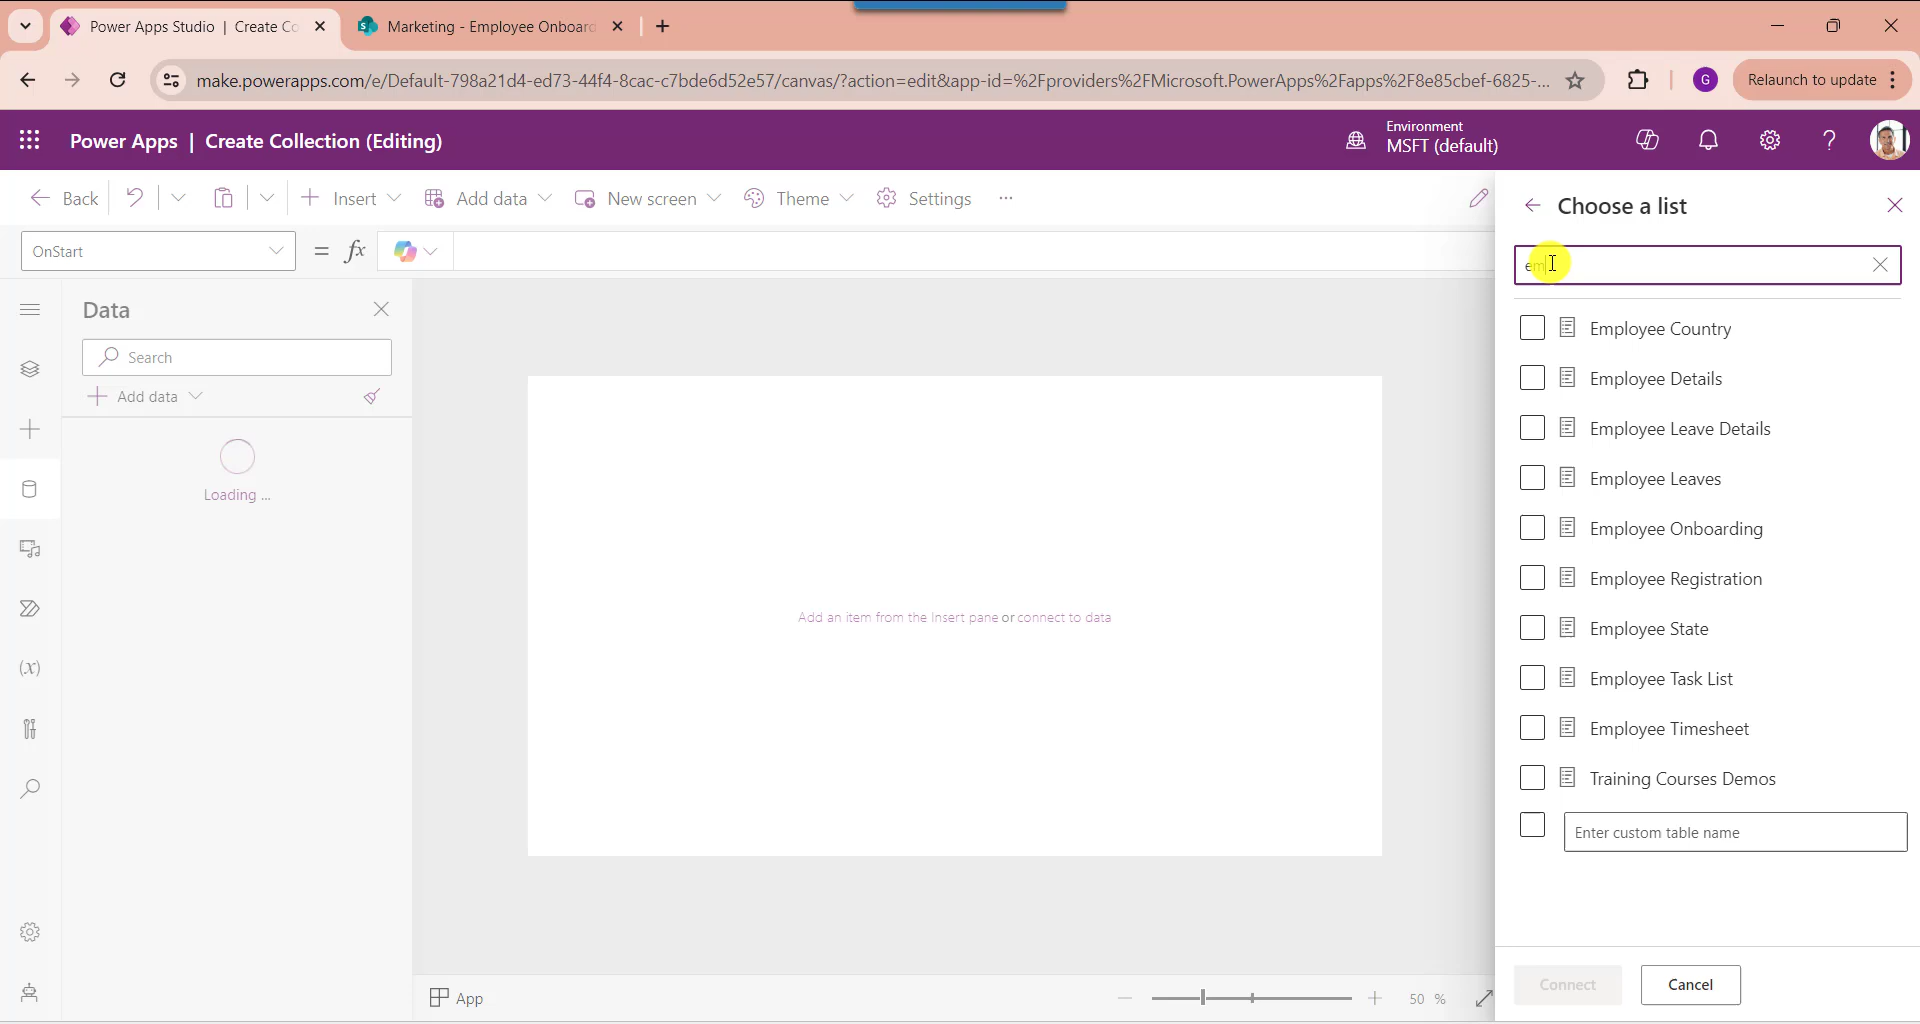 Power Apps Studio | Create Co
Marketing - Employee Onboard
make.powerapps.com/e/Default-798a21d4-ed73-44f4-8cac-c7bde6d52e57/canvas/?action=edit&app-id=%2Fproviders%2FMicrosoft.PowerApps%2Fapps%2F8e85cbef-6825-...
G
Relaunch to update
Power Apps | Create Collection (Editing)
Environment
MSFT (default)
Back
Insert
Add data
New screen
Theme
Settings
...
OnStart
= fx
Choose a list
em
Data
Search
Add data
Loading ...
Add an item from the Insert pane or connect to data
Employee Country
Employee Details
Employee Leave Details
Employee Leaves
Employee Onboarding
Employee Registration
Employee State
Employee Task List
Employee Timesheet
Training Courses Demos
Enter custom table name
(x)
App
50 %
Connect
Cancel